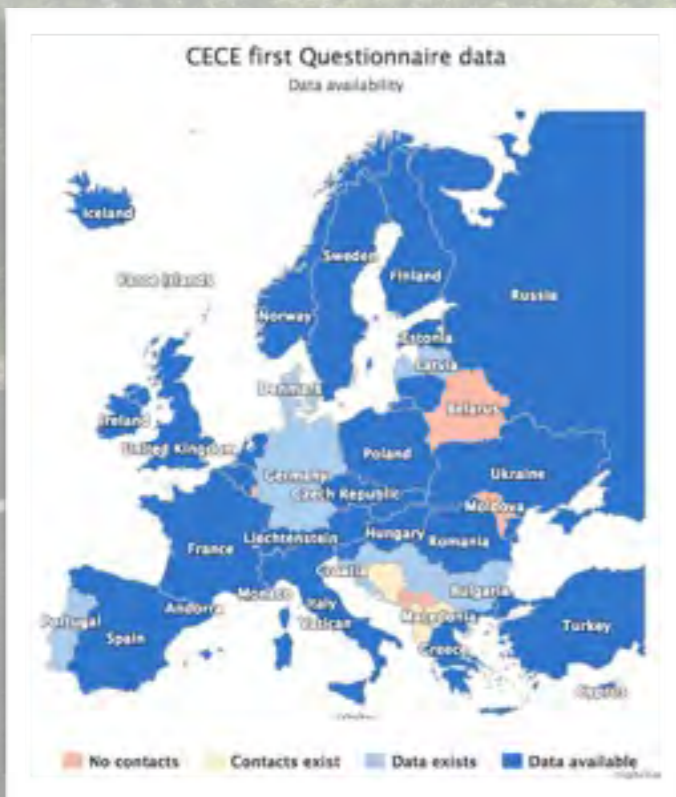 CECE first Questionnaire data
Data availability
Iceland
Faroe Islands
Sweden
Finland
Russia
Norway
Estonia
Latvia
Denmark
Belarus
Ireland
United Kingdom
Poland
Germany
Ukraine
Czech Republic
Moldova
Liechtenstein
Hungary
Romania
France
Croatia
Bulgaria
Monaco
Andorra
Italy
Macedonia
Portugal
Vatican
Spain
Turkey
Greece
Cyprus
No contacts
Contacts exist
Data exists
Data available